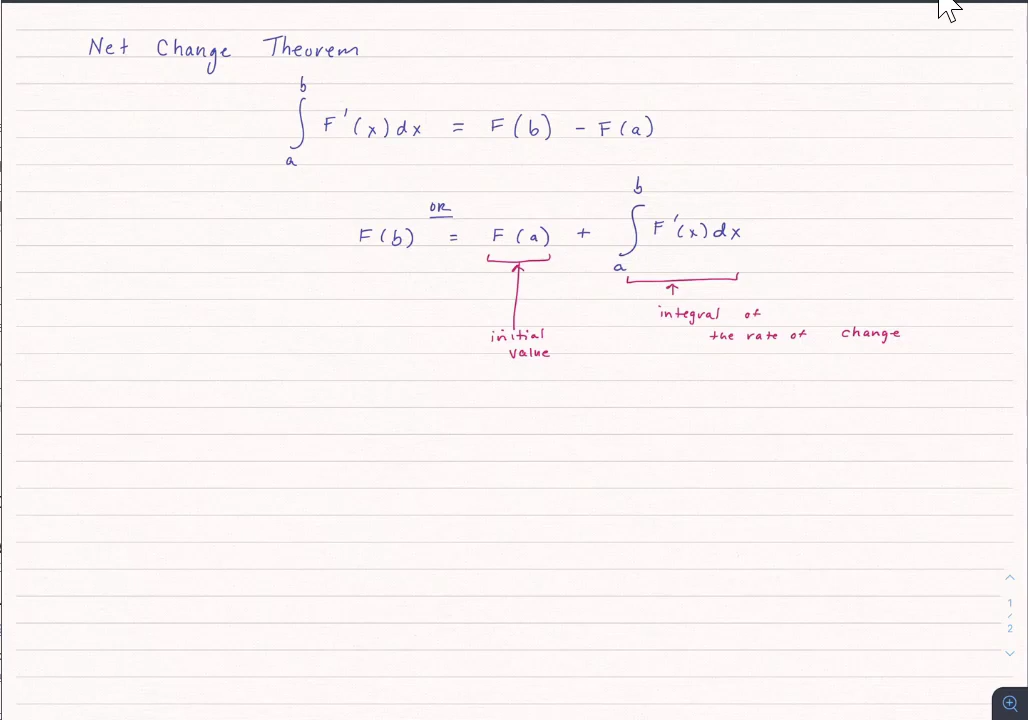 Net Change Theorem
∫_a^b F'(x)dx = F(b) - F(a)
OR
F(b) = F(a) + ∫_a^b F'(x)dx
integral of
the rate of change
initial
value
1
/
2